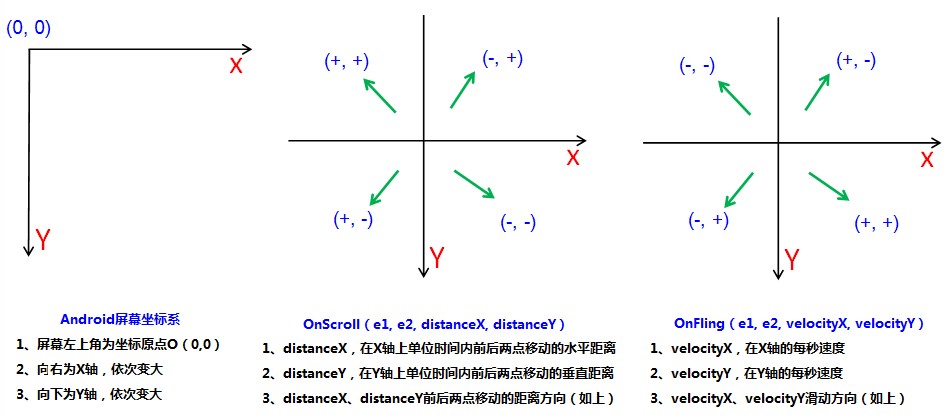 (0, 0)
X
Y
Android屏幕坐标系
1、屏幕左上角为坐标原点O（0,0）
2、向右为X轴，依次变大
3、向下为Y轴，依次变大
(+, +)
(-, +)
X
(+, -)
(-, -)
Y
OnScroll（e1, e2, distanceX, distanceY）
1、distanceX，在X轴上单位时间内前后两点移动的水平距离
2、distanceY，在Y轴上单位时间内前后两点移动的垂直距离
3、distanceX、distanceY前后两点移动的距离方向（如上）
(-, -)
(+, -)
X
(-, +)
(+, +)
Y
OnFling（e1, e2, velocityX, velocityY）
1、velocityX，在X轴的每秒速度
2、velocityY，在Y轴的每秒速度
3、velocityX、velocityY滑动方向（如上）